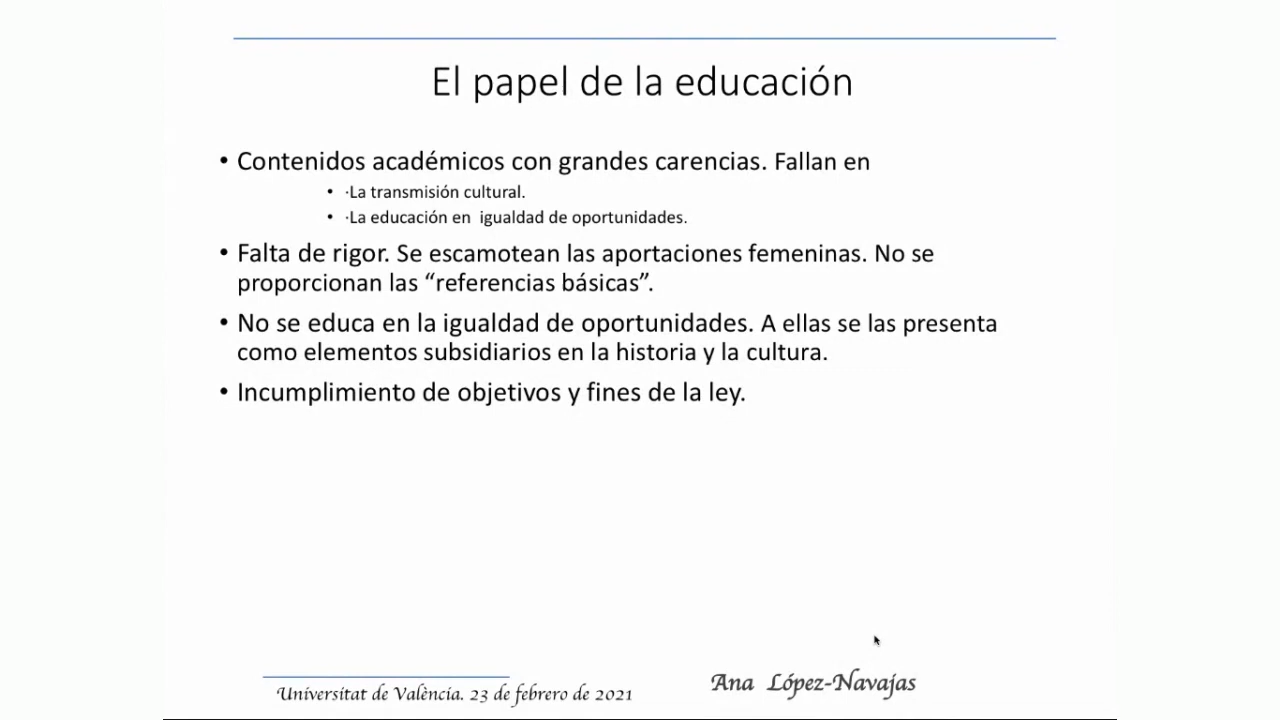 El papel de la educación
• Contenidos académicos con grandes carencias. Fallan en
• ·La transmisión cultural.
• ·La educación en igualdad de oportunidades.
• Falta de rigor. Se escamotean las aportaciones femeninas. No se
proporcionan las “referencias básicas”.
• No se educa en la igualdad de oportunidades. A ellas se las presenta
como elementos subsidiarios en la historia y la cultura.
• Incumplimiento de objetivos y fines de la ley.
Universitat de València. 23 de febrero de 2021
Ana López-Navajas